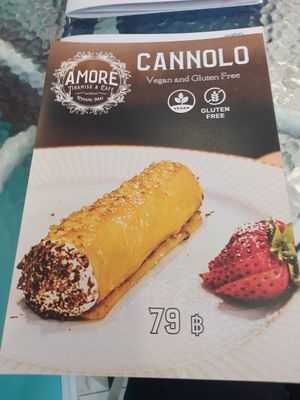 AMORE
TIRAMISÙ & CAFÉ
CANNOLO
Vegan and Gluten Free
VEGAN
GLUTEN
FREE
79 ฿